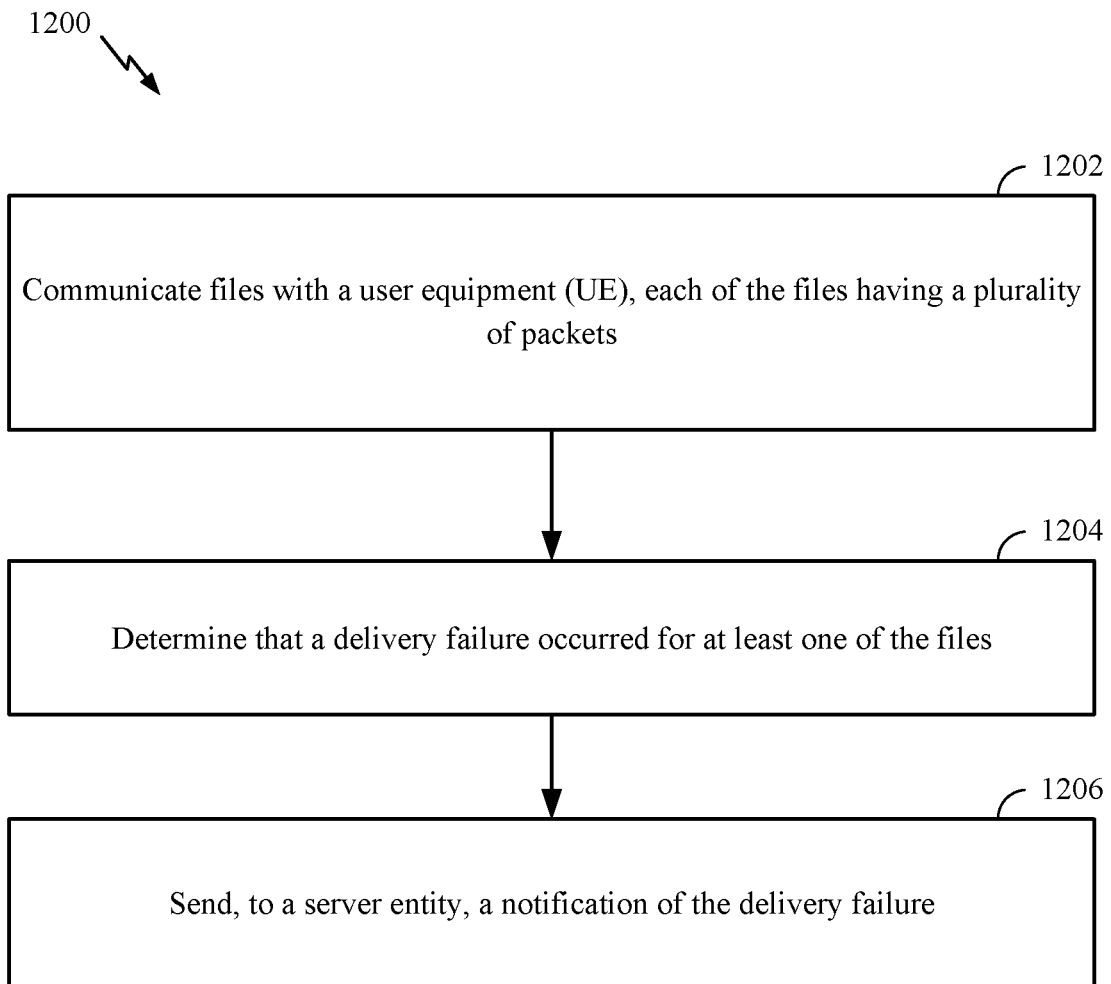 1200
1202
Communicate files with a user equipment (UE), each of the files having a plurality
of packets
1204
Determine that a delivery failure occurred for at least one of the files
1206
Send, to a server entity, a notification of the delivery failure